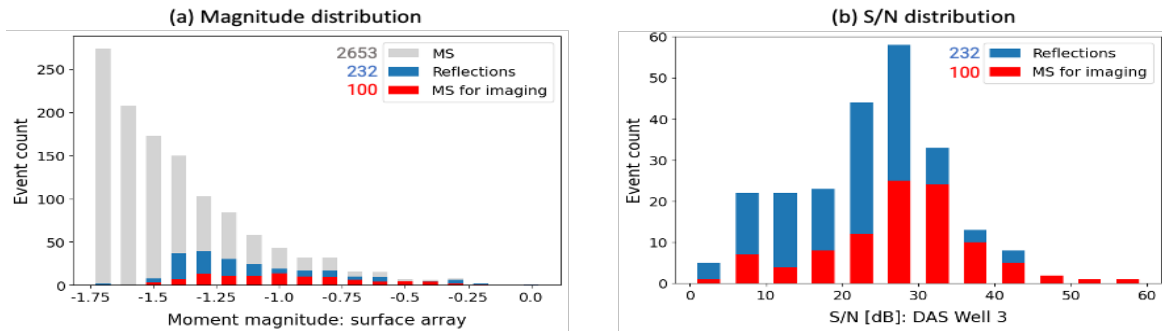 (a) Magnitude distribution
2653 MS
232 Reflections
100 MS for imaging
250
200
150
100
50
0
Event count
-1.75 -1.5 -1.25 -1.0 -0.75 -0.5 -0.25 0.0
Moment magnitude: surface array
(b) S/N distribution
232 Reflections
100 MS for imaging
60
50
40
30
20
10
0
Event count
0 10 20 30 40 50 60
S/N [dB]: DAS Well 3